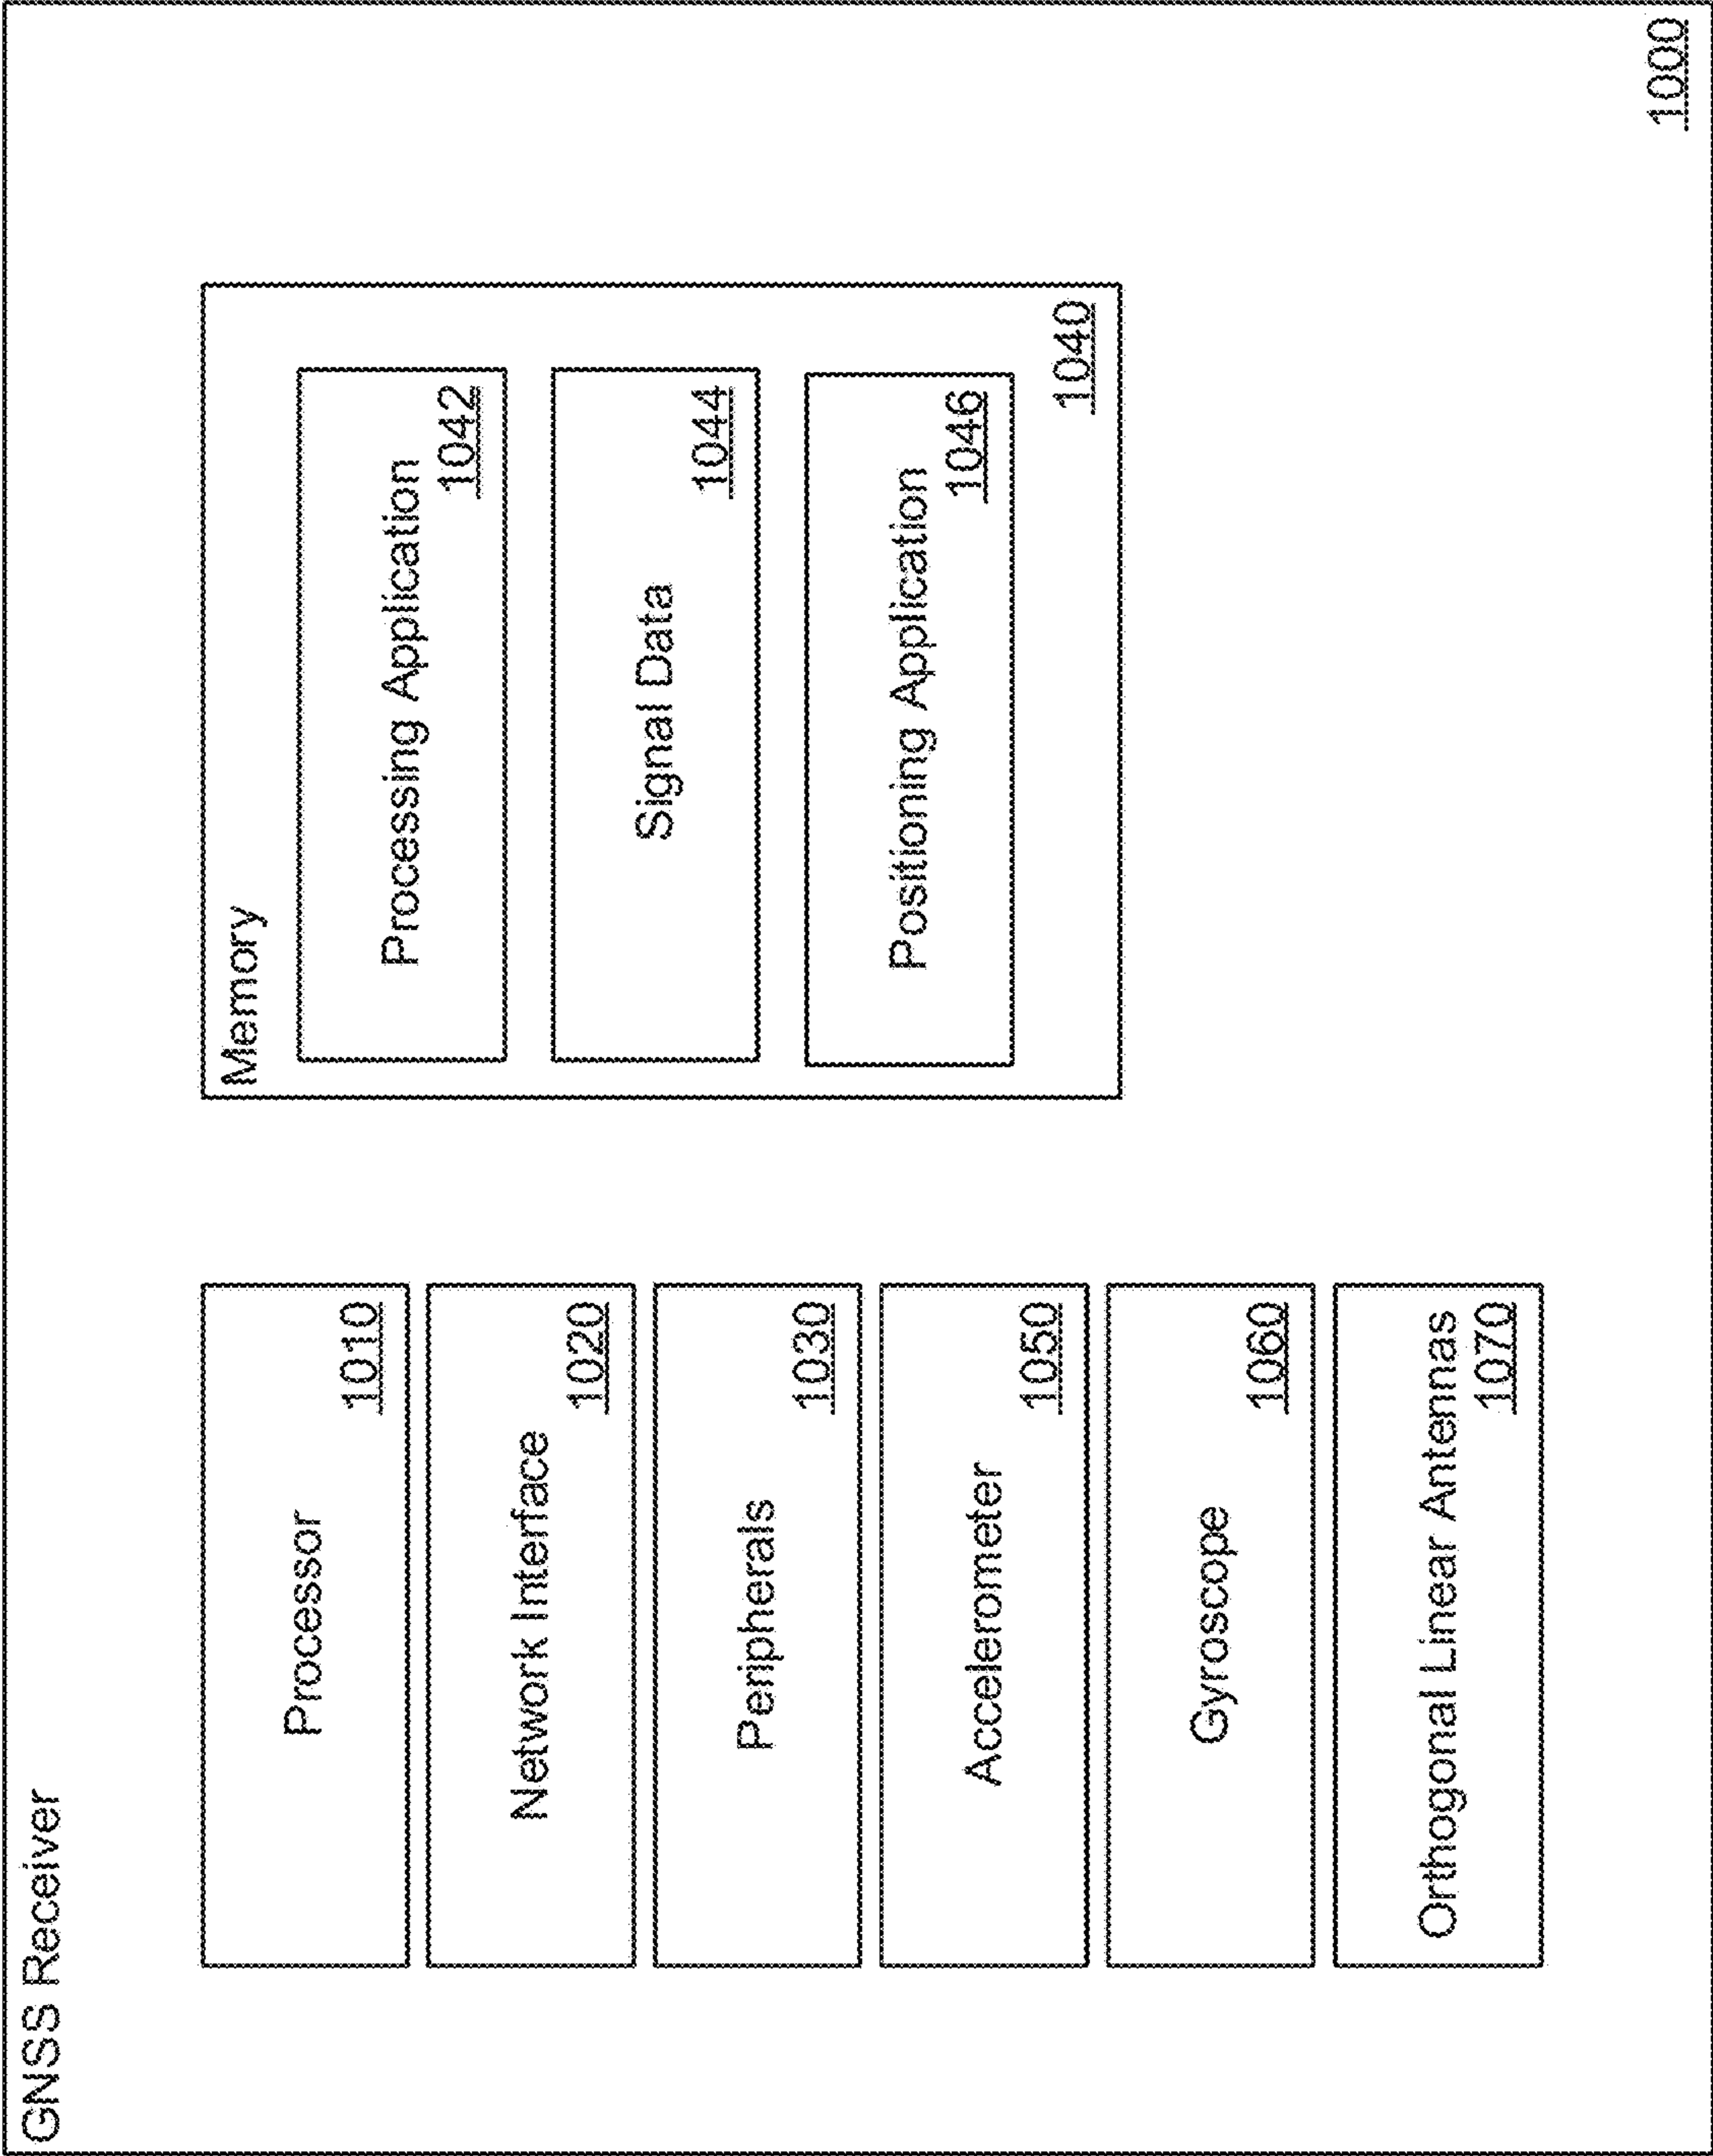 GNSS Receiver
Processor
1010
Network Interface
1020
Peripherals
1030
Accelerometer
1050
Gyroscope
1060
Orthogonal Linear Antennas
1070
Memory
Processing Application
1042
Signal Data
1044
Positioning Application
1046
1040
1000